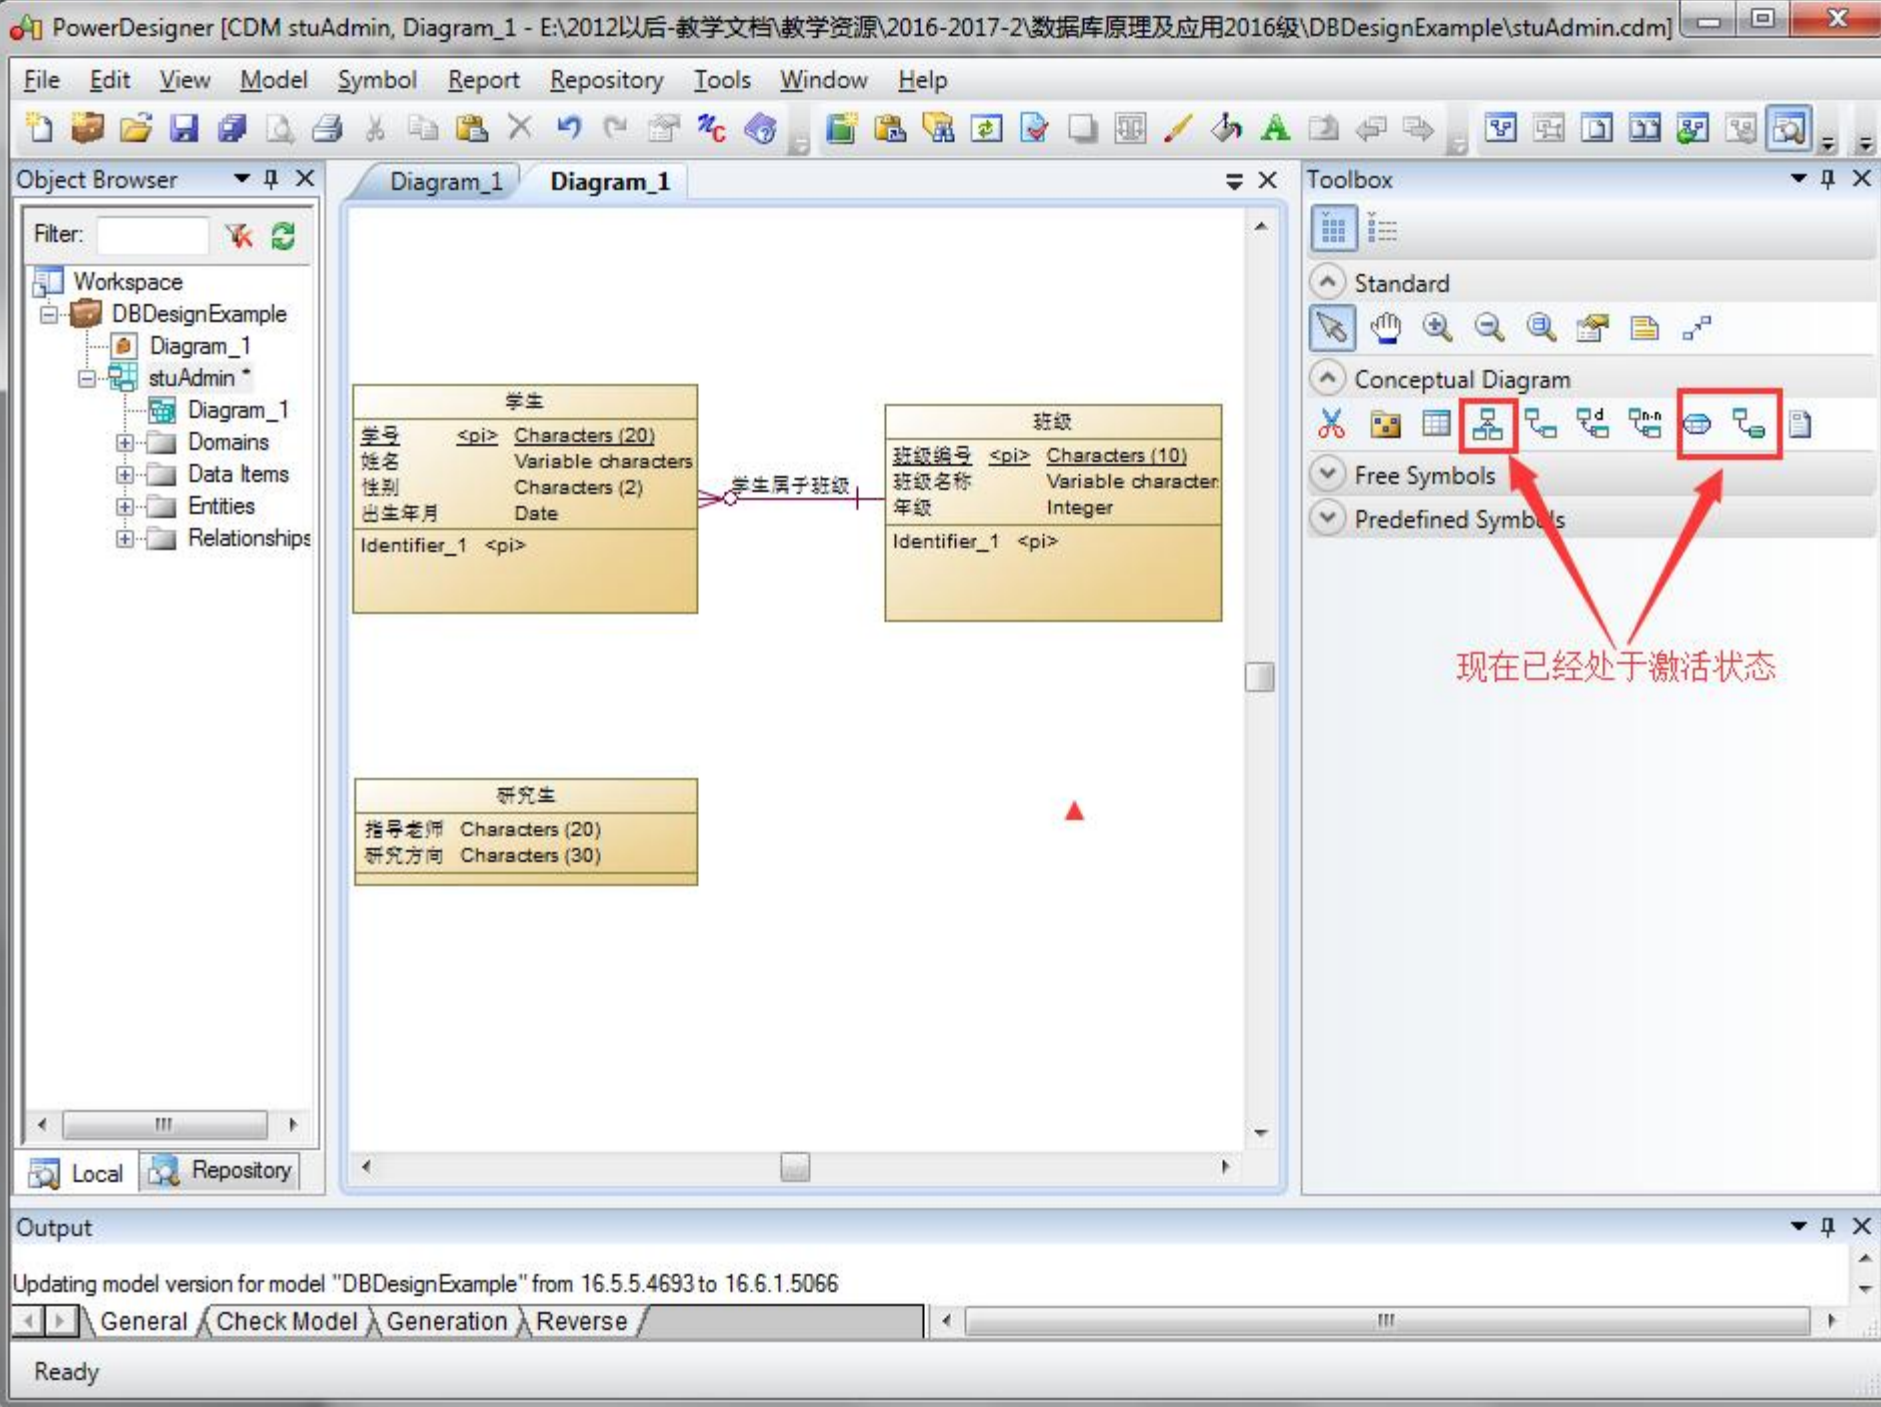 PowerDesigner [CDM stuAdmin, Diagram_1 - E:\2012以后-教学文档\教学资源\2016-2017-2\数据库原理及应用2016级\DBDesignExample\stuAdmin.cdm]
File Edit View Model Symbol Report Repository Tools Window Help
Object Browser
Filter:
Workspace
DBDesignExample
Diagram_1
stuAdmin *
Diagram_1
Domains
Data Items
Entities
Relationships
Local Repository
Diagram_1 Diagram_1
学生
学号 <pi> Characters (20)
姓名 Variable characters
性别 Characters (2)
出生年月 Date
Identifier_1 <pi>
学生属于班级
班级
班级编号 <pi> Characters (10)
班级名称 Variable character
年级 Integer
Identifier_1 <pi>
研究生
指导老师 Characters (20)
研究方向 Characters (30)
Toolbox
Standard
Conceptual Diagram
Free Symbols
Predefined Symbols
现在已经处于激活状态
Output
Updating model version for model "DBDesignExample" from 16.5.5.4693 to 16.6.1.5066
General Check Model Generation Reverse
Ready